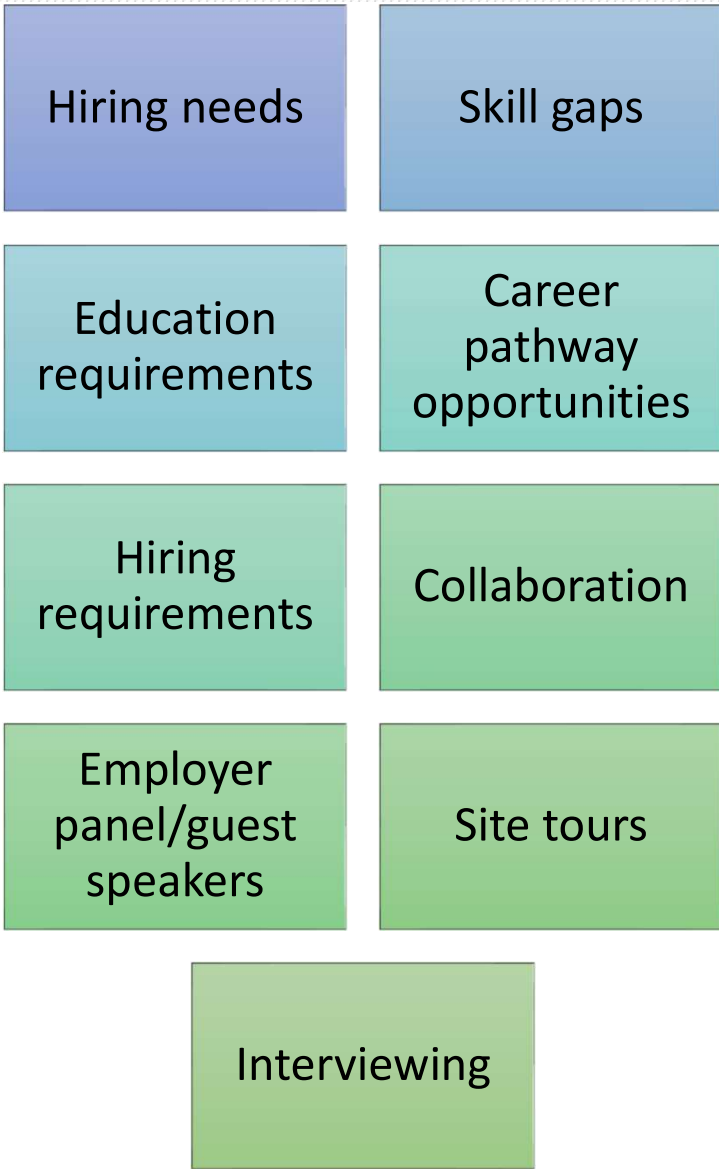 Hiring needs
Skill gaps
Education
requirements
Career
pathway
opportunities
Hiring
requirements
Collaboration
Employer
panel/guest
speakers
Site tours
Interviewing